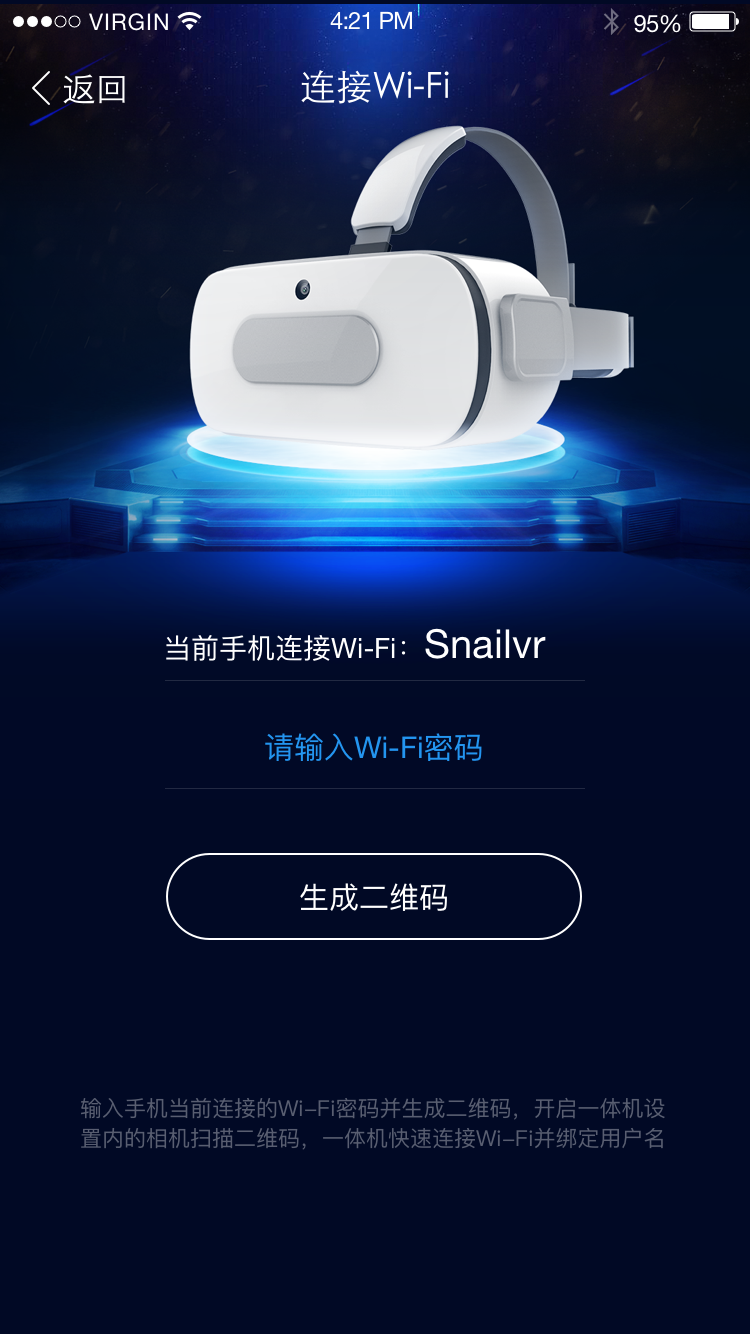 VIRGIN 4:21 PM 95%
返回 连接Wi-Fi
当前手机连接Wi-Fi：Snailvr
请输入Wi-Fi密码
生成二维码
输入手机当前连接的Wi-Fi密码并生成二维码，开启一体机设
置内的相机扫描二维码，一体机快速连接Wi-Fi并绑定用户名